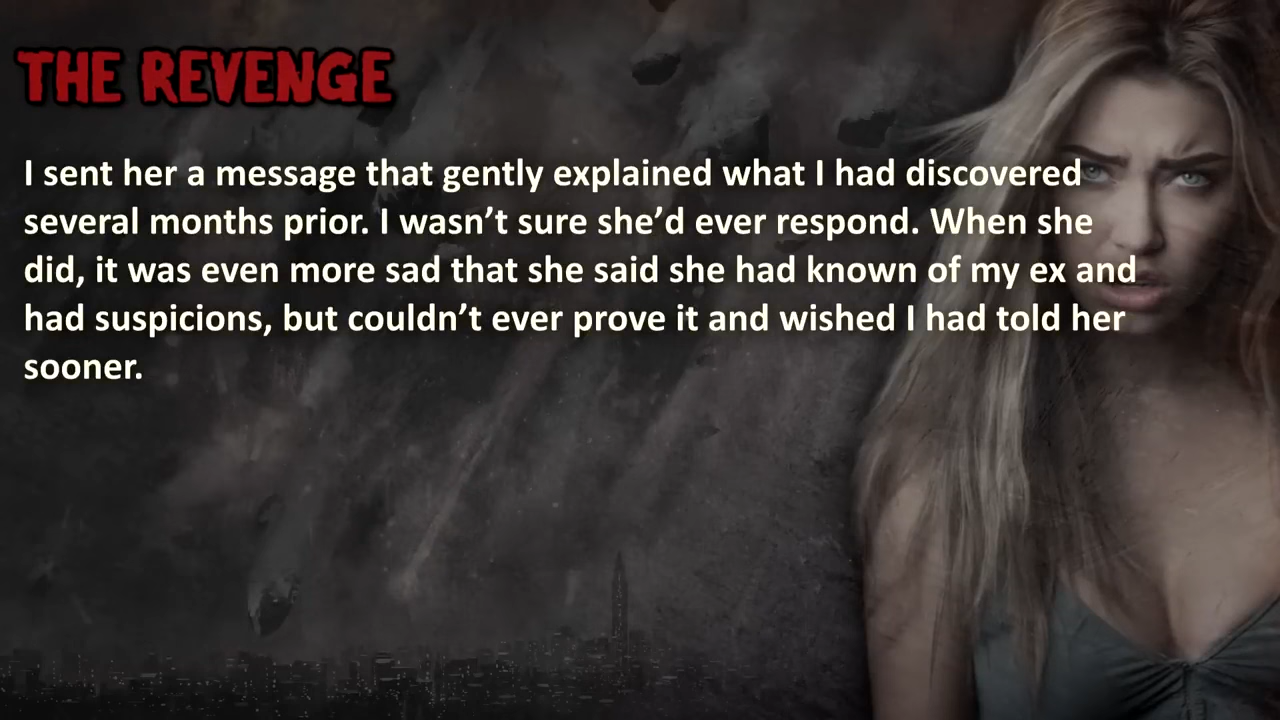 THE REVENGE
I sent her a message that gently explained what I had discovered
several months prior. I wasn’t sure she’d ever respond. When she
did, it was even more sad that she said she had known of my ex and
had suspicions, but couldn’t ever prove it and wished I had told her
sooner.